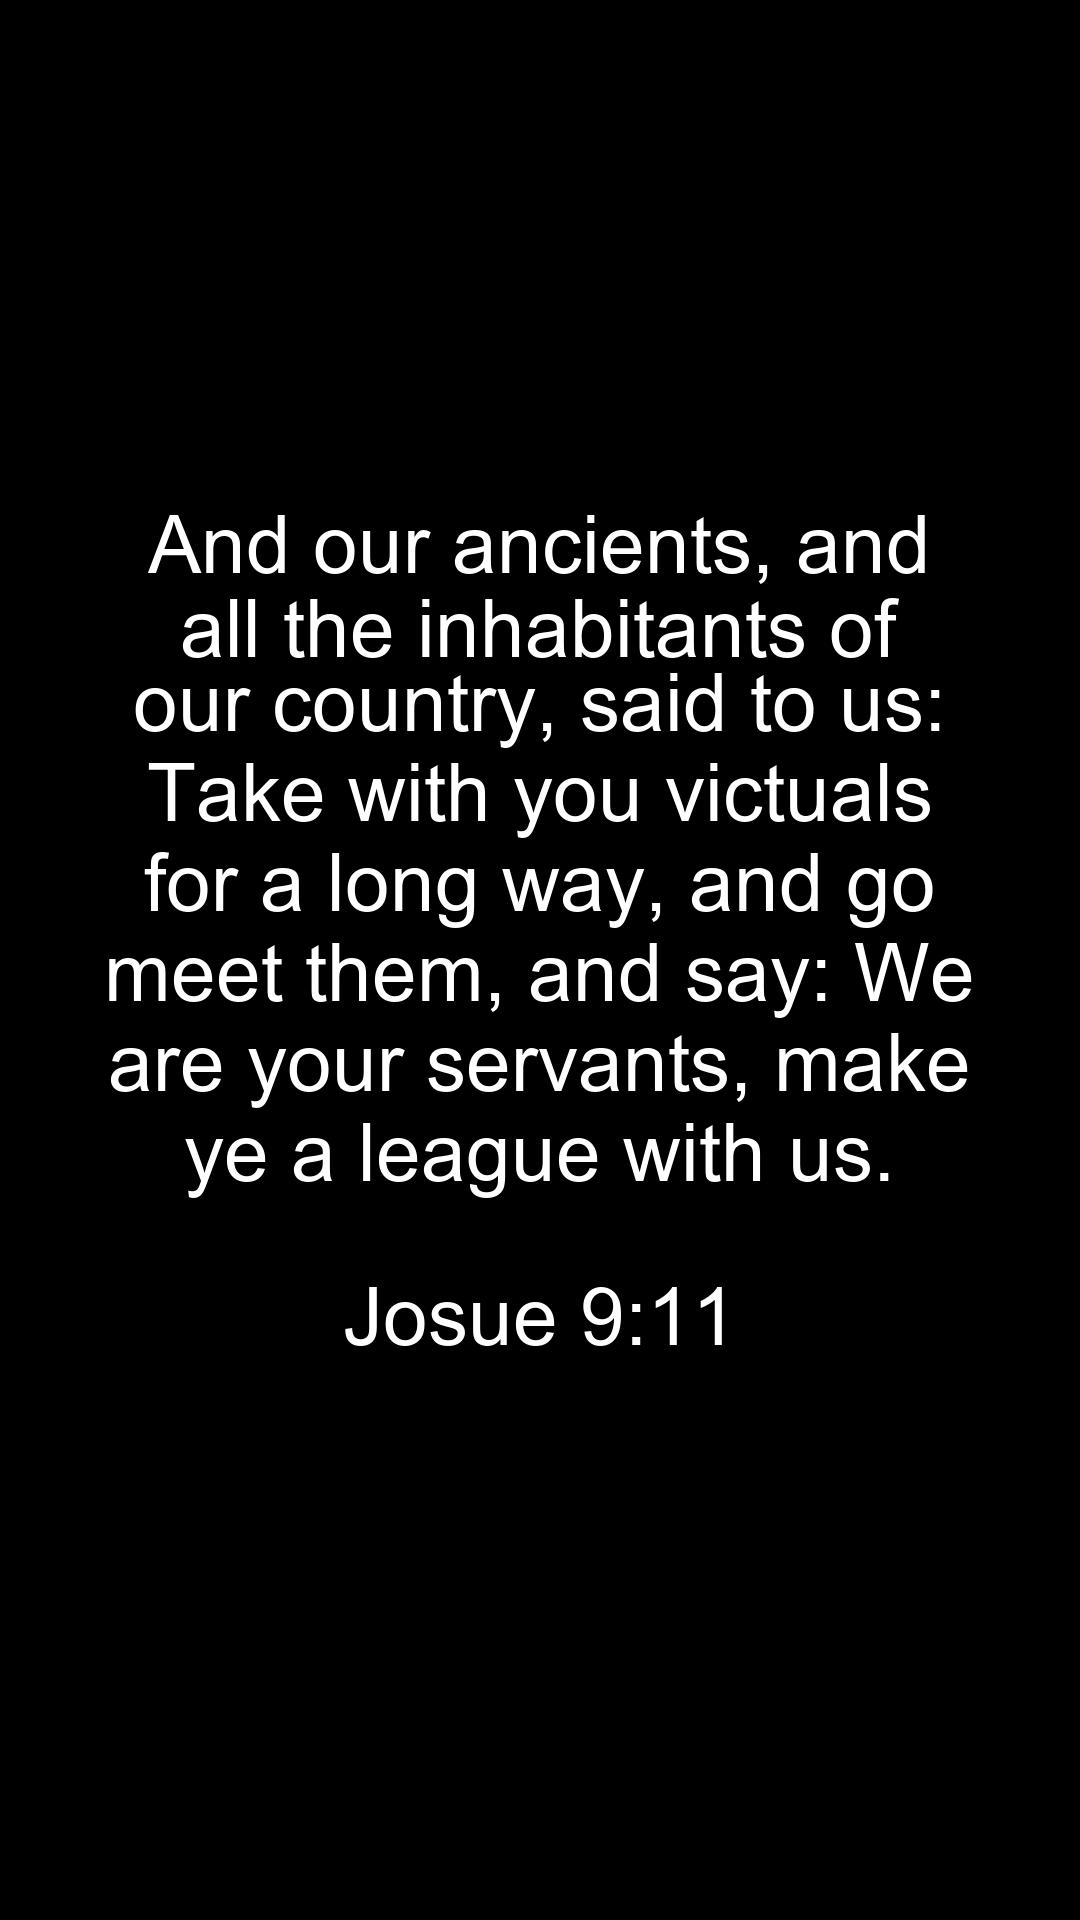 And our ancients, and
all the inhabitants of
our country, said to us:
Take with you victuals
for a long way, and go
meet them, and say: We
are your servants, make
ye a league with us.
Josue 9:11